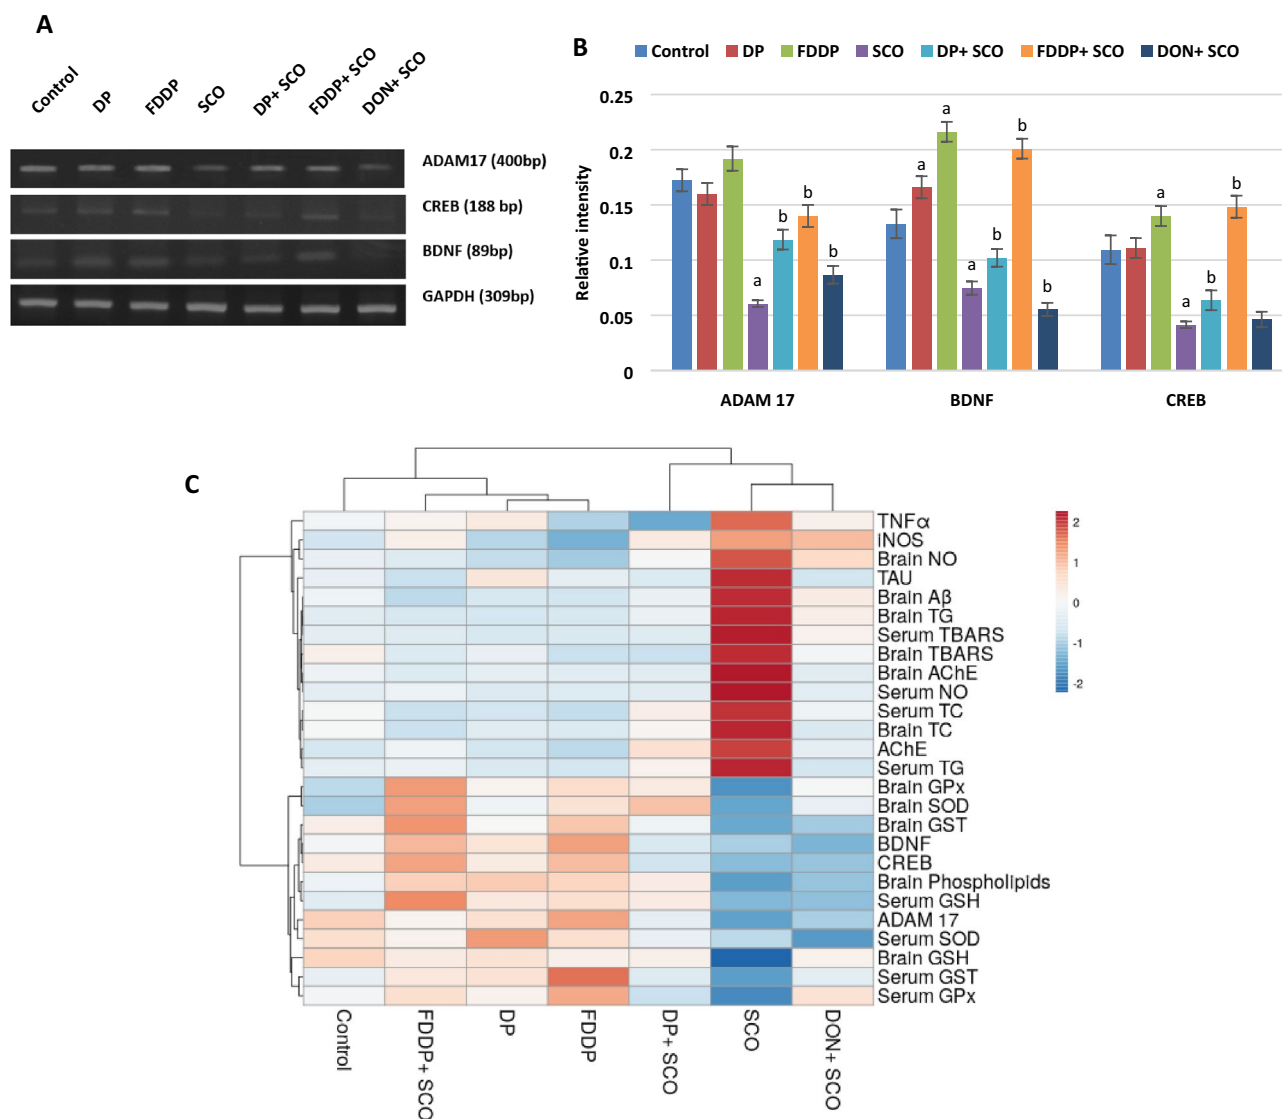 A
Control
DP
FDDP
SCO
DP+ SCO
FDDP+ SCO
DON+ SCO
ADAM17 (400bp)
CREB (188 bp)
BDNF (89bp)
GAPDH (309bp)
B
Control DP FDDP SCO DP+ SCO FDDP+ SCO DON+ SCO
Relative intensity
0.25
0.2
0.15
0.1
0.05
0
a b b b
a a a b b b
a a b b
ADAM 17 BDNF CREB
C
TNFα
iNOS
Brain NO
TAU
Brain Aβ
Brain TG
Serum TBARS
Brain TBARS
Brain AChE
Serum NO
Serum TC
Brain TC
AChE
Serum TG
Brain GPx
Brain SOD
Brain GST
BDNF
CREB
Brain Phospholipids
Serum GSH
ADAM 17
Serum SOD
Brain GSH
Serum GST
Serum GPx
2
1
0
-1
-2
Control
FDDP+ SCO
DP
FDDP
DP+ SCO
SCO
DON+ SCO